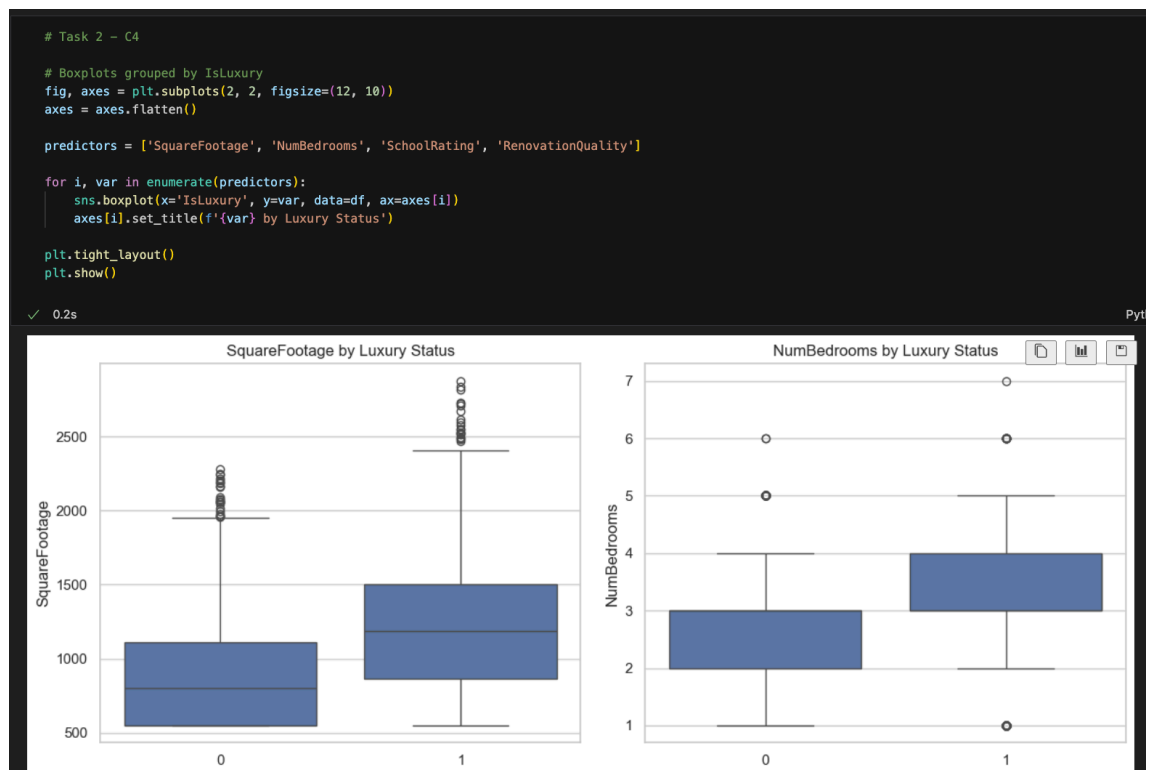 # Task 2 - C4
# Boxplots grouped by IsLuxury
fig, axes = plt.subplots(2, 2, figsize=(12, 10))
axes = axes.flatten()
predictors = ['SquareFootage', 'NumBedrooms', 'SchoolRating', 'RenovationQuality']
for i, var in enumerate(predictors):
    sns.boxplot(x='IsLuxury', y=var, data=df, ax=axes[i])
    axes[i].set_title(f'{var} by Luxury Status')
plt.tight_layout()
plt.show()
0.2s
SquareFootage by Luxury Status
2500
2000
1500
1000
500
SquareFootage
0 1
NumBedrooms by Luxury Status
7
6
5
4
3
2
1
NumBedrooms
0 1